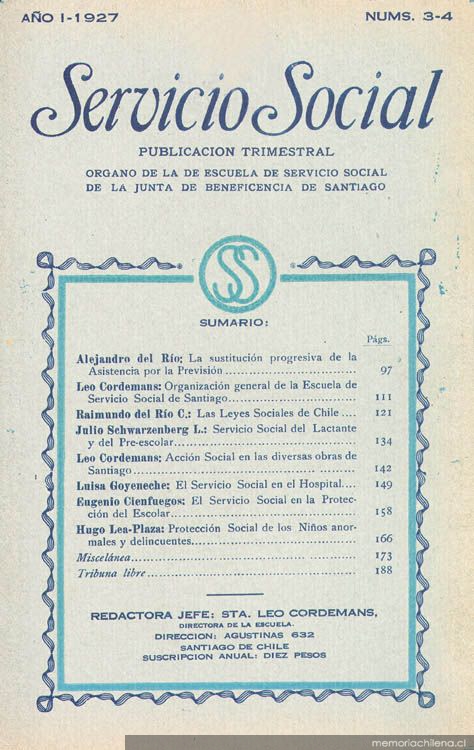 AÑO I-1927 NUMS. 3-4
Servicio Social
PUBLICACION TRIMESTRAL
ORGANO DE LA DE ESCUELA DE SERVICIO SOCIAL
DE LA JUNTA DE BENEFICENCIA DE SANTIAGO
SS
SUMARIO:
Págs.
Alejandro del Río; La sustitución progresiva de la
Asistencia por la Previsión ........................ 97
Leo Cordemans: Organización general de la Escuela de
Servicio Social de Santiago........................ 111
Raimundo del Río C.: Las Leyes Sociales de Chile .... 121
Julio Schwarzenberg L.: Servicio Social del Lactante
y del Pre-escolar........................ 134
Leo Cordemans: Acción Social en las diversas obras de
Santiago ........................ 142
Luisa Goyeneche: El Servicio Social en el Hospital.... 149
Eugenio Cienfuegos: El Servicio Social en la Protec-
ción del Escolar........................ 158
Hugo Lea-Plaza: Protección Social de los Niños anor-
males y delincuentes........................ 166
Miscelánea........................ 173
Tribuna libre........................ 188
REDACTORA JEFE: STA. LEO CORDEMANS,
DIRECTORA DE LA ESCUELA.
DIRECCION: AGUSTINAS 632
SANTIAGO DE CHILE
SUSCRIPCION ANUAL: DIEZ PESOS
memoriachilena.cl